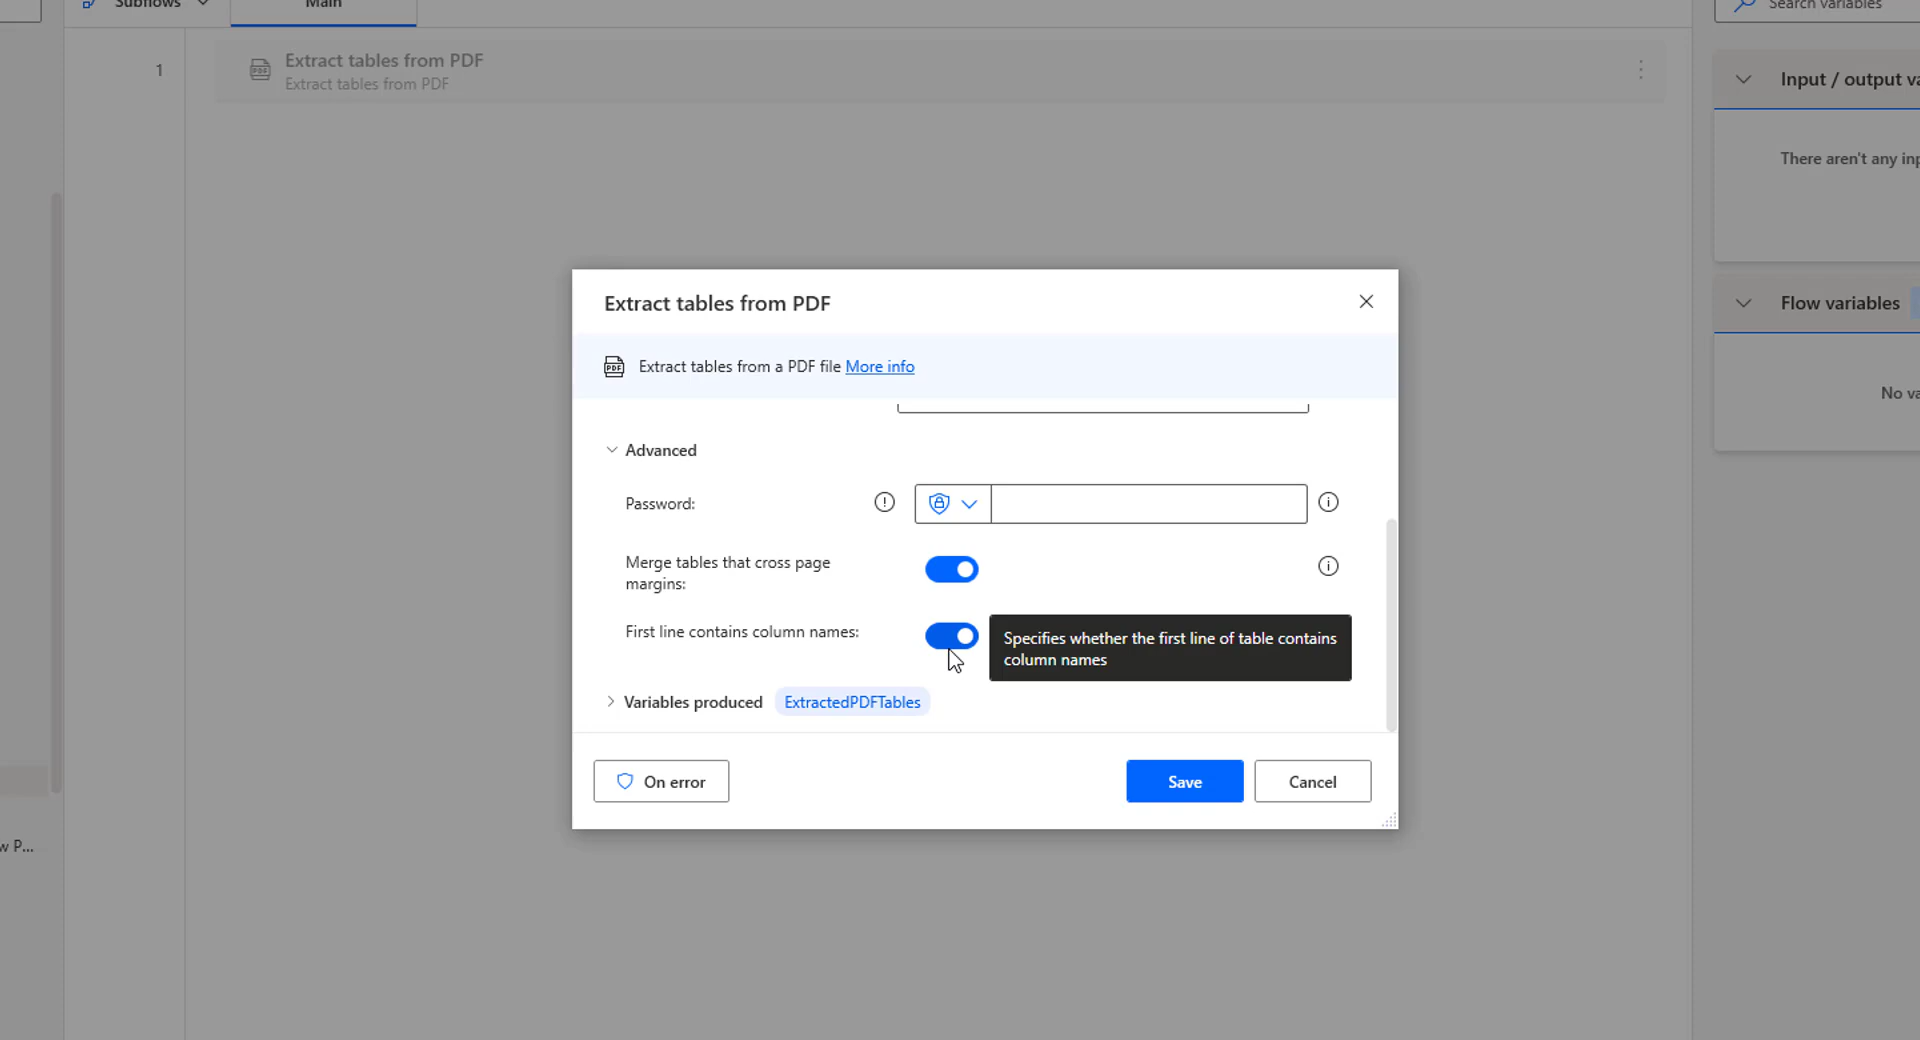 Subflows
Main
Search variables
1
Extract tables from PDF
Extract tables from PDF
Input / output va
There aren't any inp
Flow variables
No va
w P...
Extract tables from PDF
PDF
Extract tables from a PDF file More info
Advanced
Password:
Merge tables that cross page
margins:
First line contains column names:
Specifies whether the first line of table contains
column names
Variables produced
ExtractedPDFTables
On error
Save
Cancel